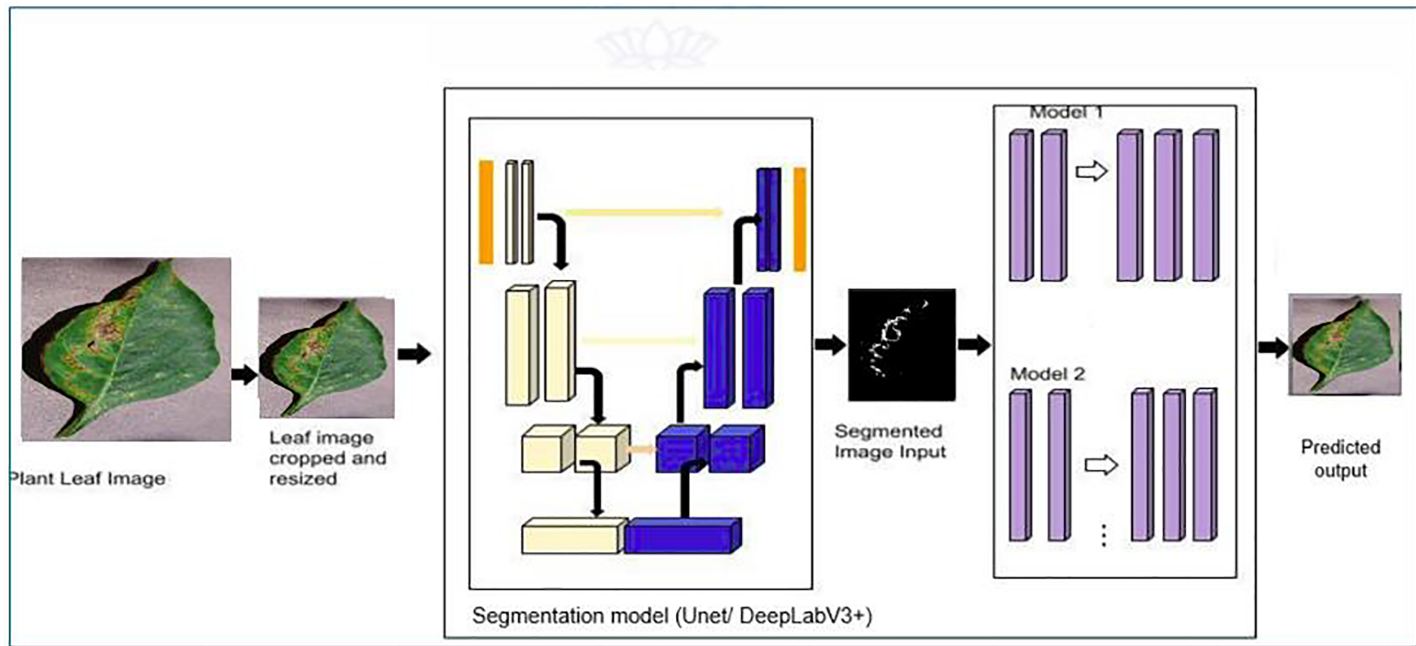 Plant Leaf Image
Leaf image
cropped and
resized
Segmentation model (Unet/ DeepLabV3+)
Segmented
Image Input
Model 1
Model 2
Predicted
output